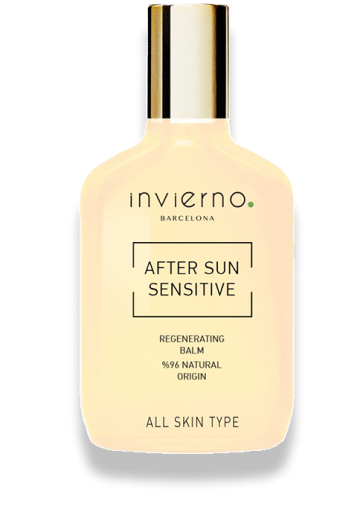 invierno.
BARCELONA
AFTER SUN
SENSITIVE
REGENERATING
BALM
%96 NATURAL
ORIGIN
ALL SKIN TYPE